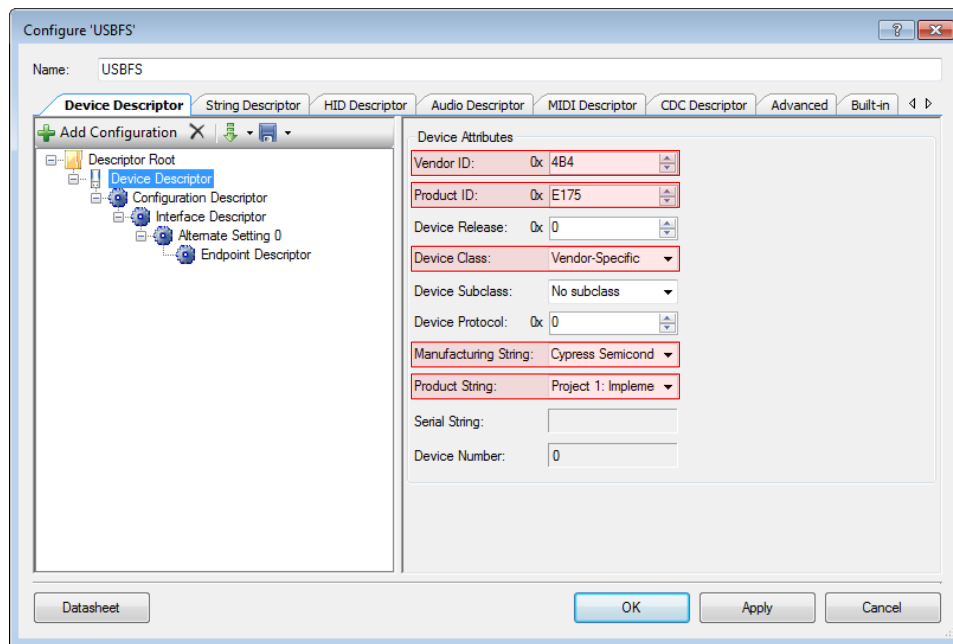 Configure 'USBFS'
Name: USBFS
Device Descriptor String Descriptor HID Descriptor Audio Descriptor MIDI Descriptor CDC Descriptor Advanced Built-in
Add Configuration
Descriptor Root
Device Descriptor
Configuration Descriptor
Interface Descriptor
Alternate Setting 0
Endpoint Descriptor
Device Attributes
Vendor ID: 0x 4B4
Product ID: 0x E175
Device Release: 0x 0
Device Class: Vendor-Specific
Device Subclass: No subclass
Device Protocol: 0x 0
Manufacturing String: Cypress Semicond
Product String: Project 1: Impleme
Serial String:
Device Number: 0
Datasheet OK Apply Cancel